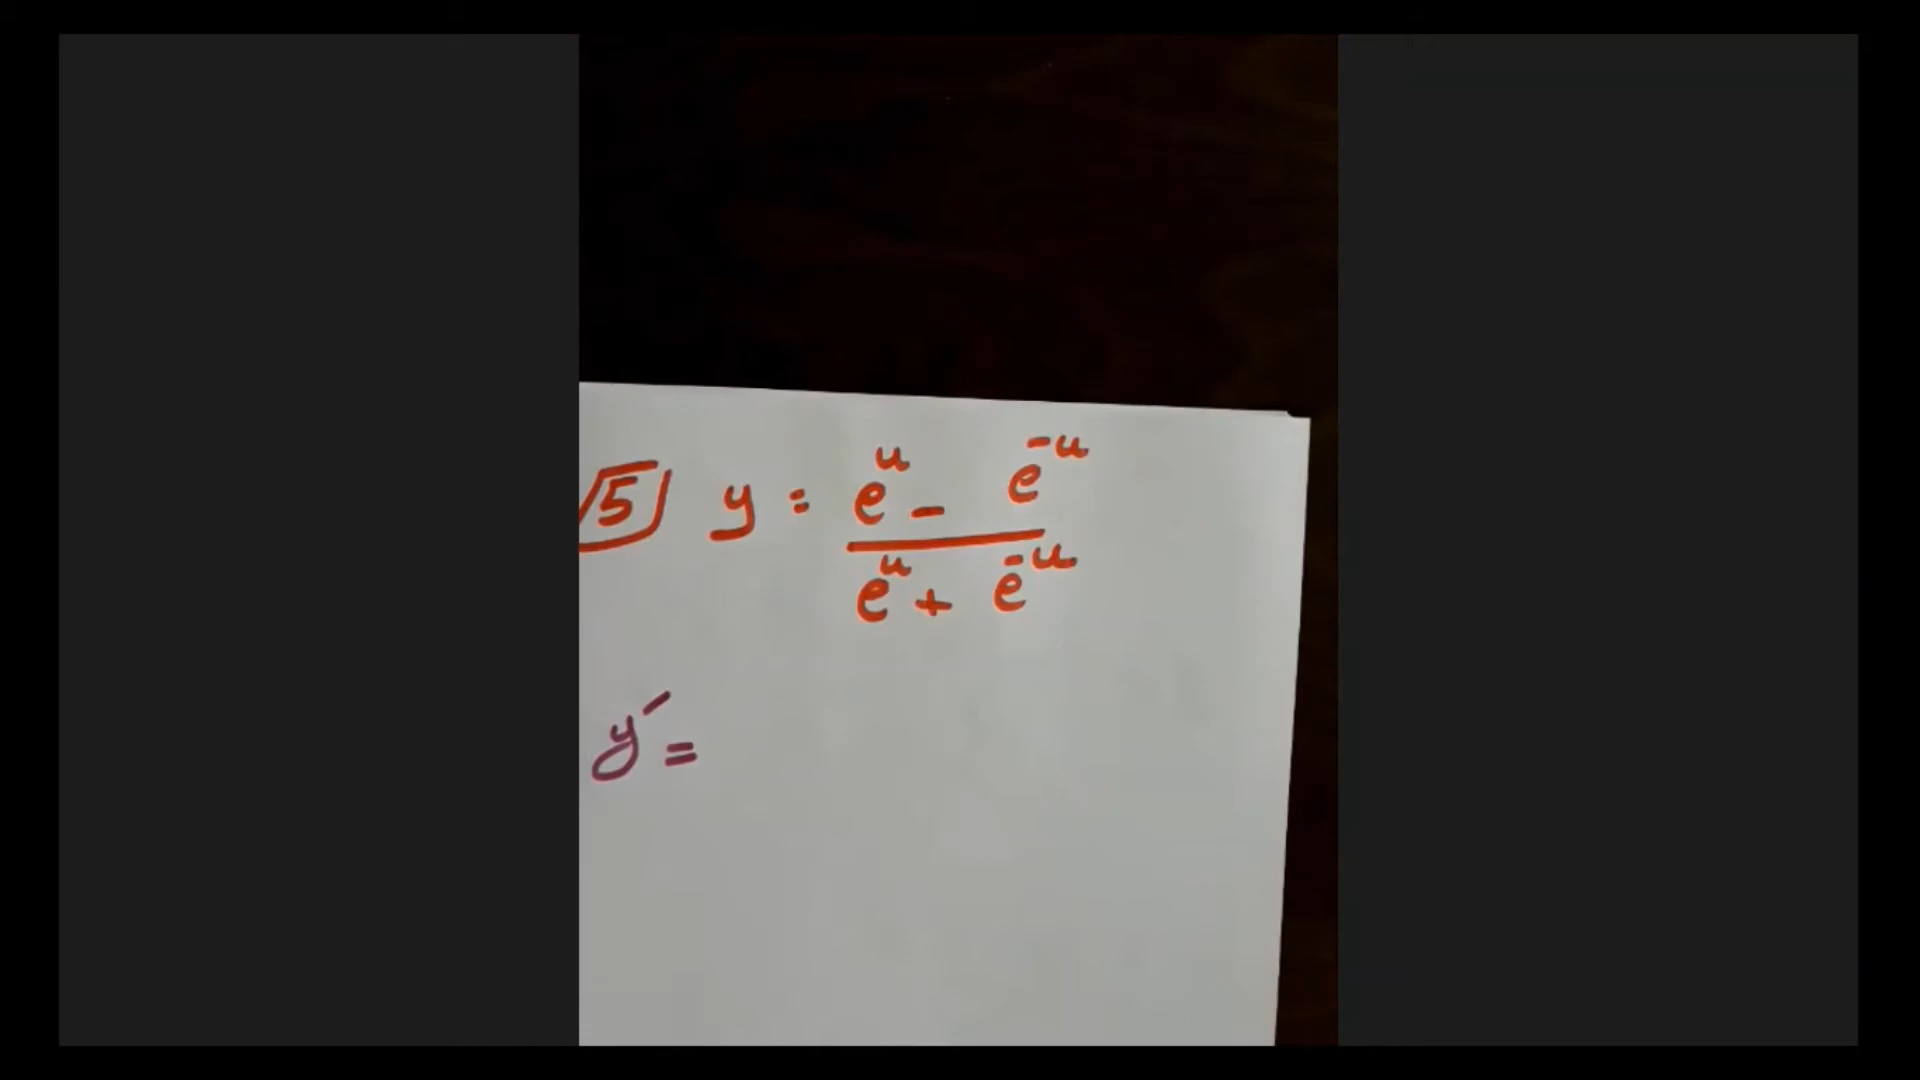 5 y = e^u - e^-u
e^u + e^-u
y' =